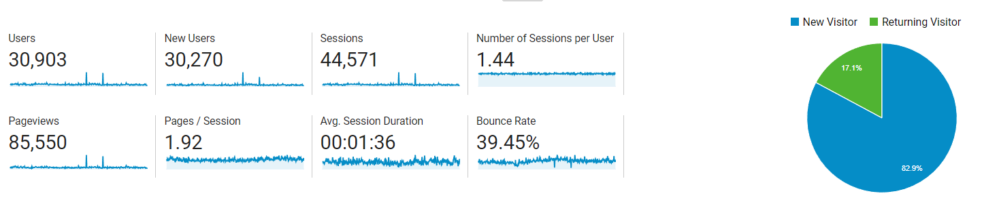 New Visitor Returning Visitor
Users New Users Sessions Number of Sessions per User
30,903 30,270 44,571 1.44
Pageviews Pages / Session Avg. Session Duration Bounce Rate
85,550 1.92 00:01:36 39.45%
17.1%
82.9%